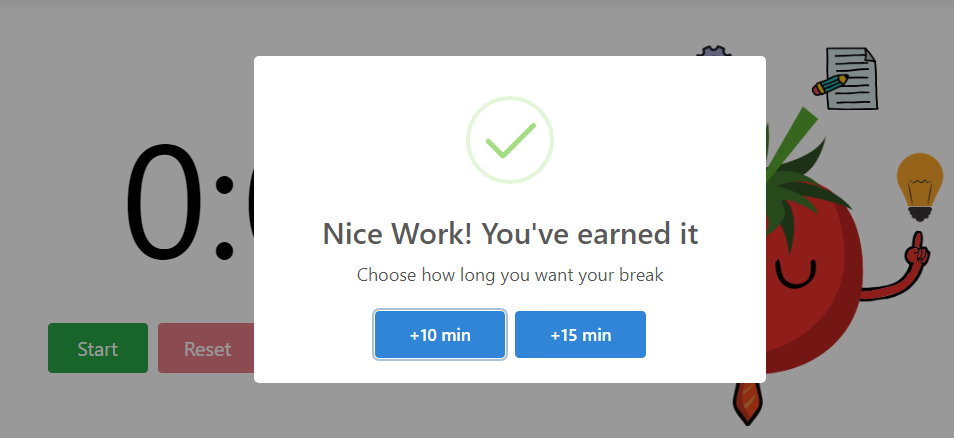 0:0
Nice Work! You've earned it
Choose how long you want your break
+10 min
+15 min
Start
Reset